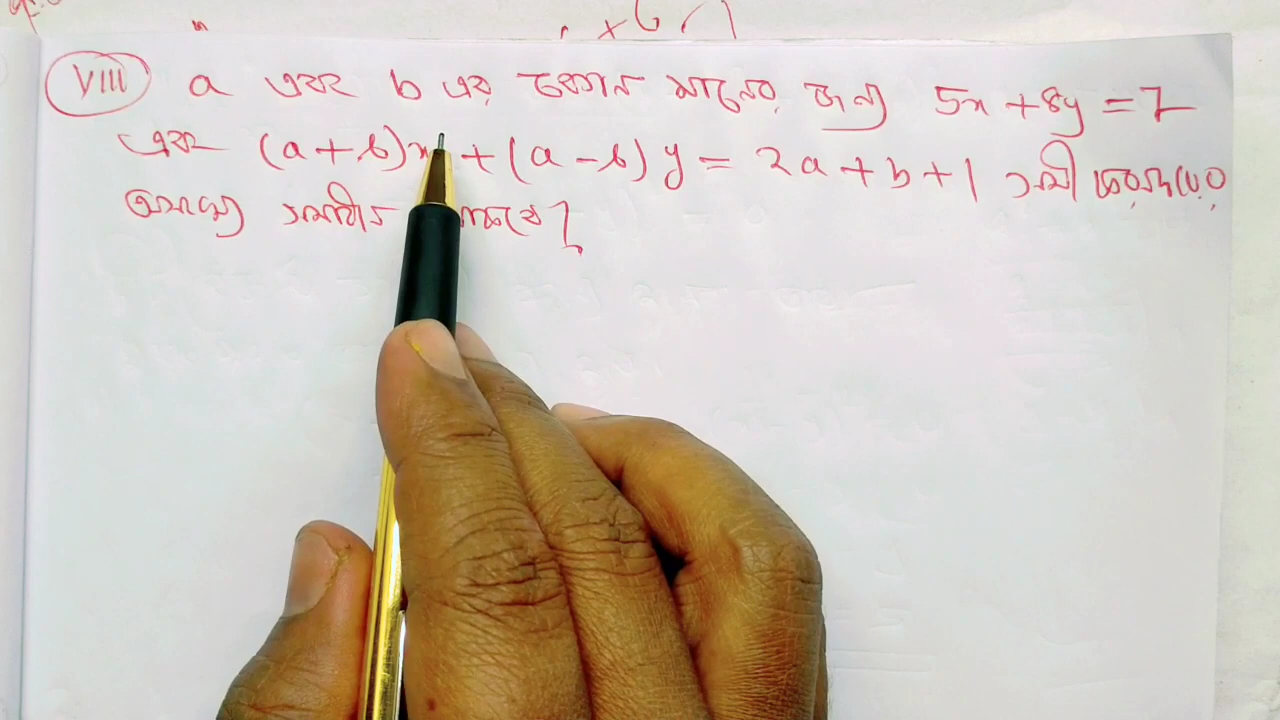 (viii) a এবং b এর কোন মানের জন্য 5x + 8y = 7
এবং (a + b)x + (a - b) y = 2a + b + 1 সমীকরণদ্বয়ের
অসংখ্য সমাধান থাকবে।